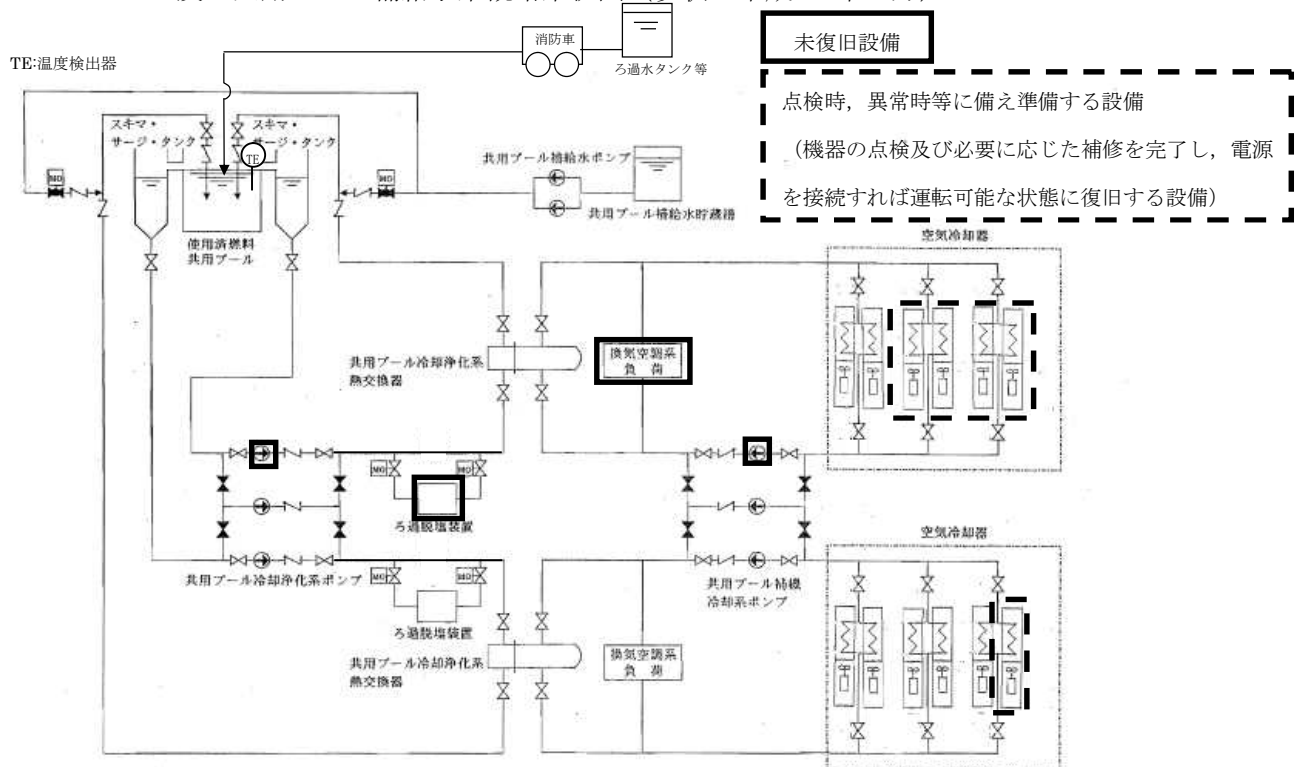 消防車
ろ過水タンク等
未復旧設備
TE:温度検出器
点検時，異常時等に備え準備する設備
（機器の点検及び必要に応じた補修を完了し，電源
を接続すれば運転可能な状態に復旧する設備）
スキマ・
サージ・タンク
スキマ・
サージ・タンク
TE
MO
MO
共用プール補給水ポンプ
共用プール補給水貯蔵槽
使用済燃料
共用プール
空気冷却器
共用プール冷却浄化系
熱交換器
換気空調系
負荷
MO
MO
ろ過脱塩装置
共用プール冷却浄化系ポンプ
MO
MO
共用プール補機
冷却系ポンプ
空気冷却器
ろ過脱塩装置
共用プール冷却浄化系
熱交換器
換気空調系
負荷